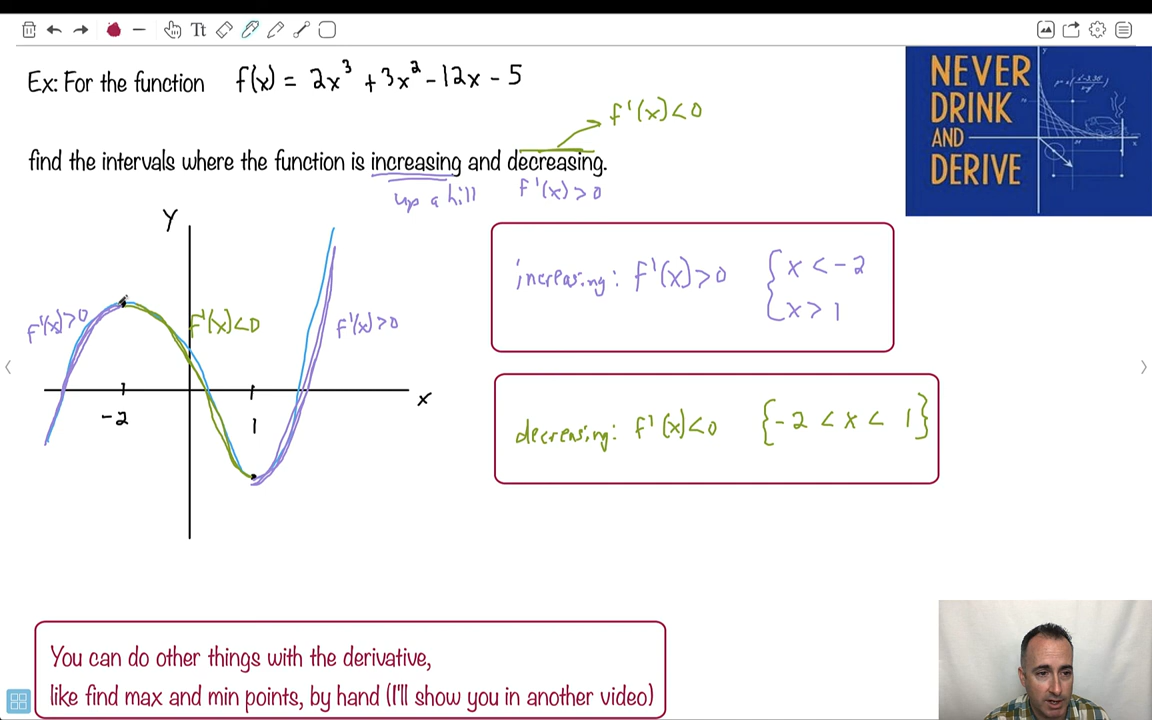 Tt
Ex: For the function f(x) = 2x³ + 3x² - 12x - 5
f'(x) < 0
find the intervals where the function is increasing and decreasing.
up a hill f'(x) > 0
NEVER
DRINK
AND
DERIVE
Y
increasing: f'(x) > 0 { x < -2
{ x > 1
f'(x) > 0 f'(x) < 0 f'(x) > 0
x
-2 1
decreasing: f'(x) < 0 {-2 < x < 1}
You can do other things with the derivative,
like find max and min points, by hand (I'll show you in another video)